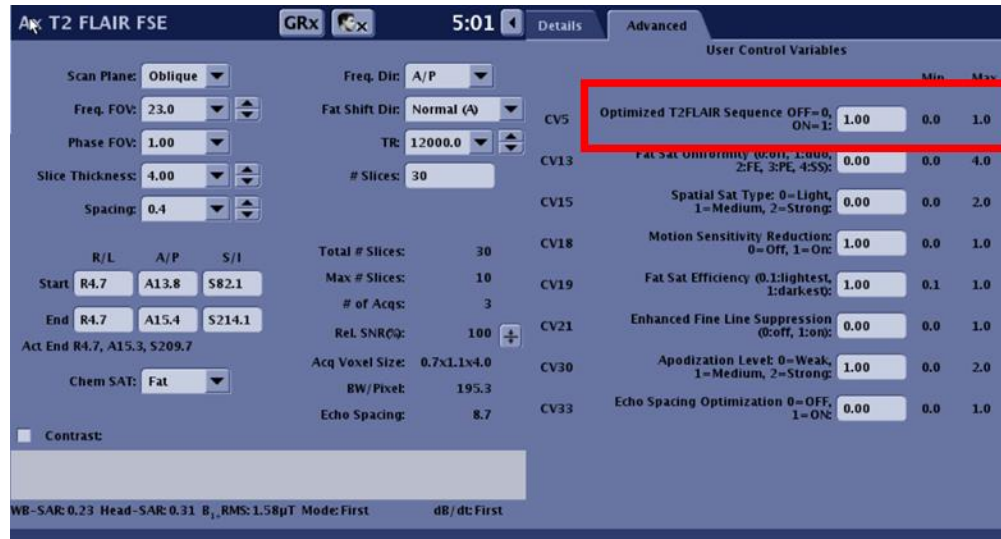 Ax T2 FLAIR FSE
GRx
x
5:01
Details
Advanced
Scan Plane: Oblique
Freq. FOV: 23.0
Phase FOV: 1.00
Slice Thickness: 4.00
Spacing: 0.4
Freq. Dir: A/P
Fat Shift Dir: Normal (A)
TR: 12000.0
# Slices: 30
R/L A/P S/I
Start R4.7 A13.8 S82.1
End R4.7 A15.4 S214.1
Act End R4.7, A15.3, S209.7
Chem SAT: Fat
Total # Slices: 30
Max # Slices: 10
# of Acqs: 3
Rel. SNR(%): 100
Acq Voxel Size: 0.7x1.1x4.0
BW/Pixel: 195.3
Echo Spacing: 8.7
Contrast:
WB-SAR: 0.23 Head-SAR: 0.31 B1+RMS: 1.58µT Mode: First dB/dt: First
User Control Variables
Min Max
CV5 Optimized T2FLAIR Sequence OFF=0, 1.00 0.0 1.0
ON=1:
CV13 Fat Sat Uniformity (0:off, 1:duo, 0.00 0.0 4.0
2:FE, 3:PE, 4:SS):
CV15 Spatial Sat Type: 0=Light, 0.00 0.0 2.0
1=Medium, 2=Strong:
CV18 Motion Sensitivity Reduction: 1.00 0.0 1.0
0=Off, 1=On:
CV19 Fat Sat Efficiency (0.1:lightest, 1.00 0.1 1.0
1:darkest):
CV21 Enhanced Fine Line Suppression 0.00 0.0 1.0
(0:off, 1:on):
CV30 Apodization Level: 0=Weak, 1.00 0.0 2.0
1=Medium, 2=Strong:
CV33 Echo Spacing Optimization 0=OFF, 0.00 0.0 1.0
1=ON: